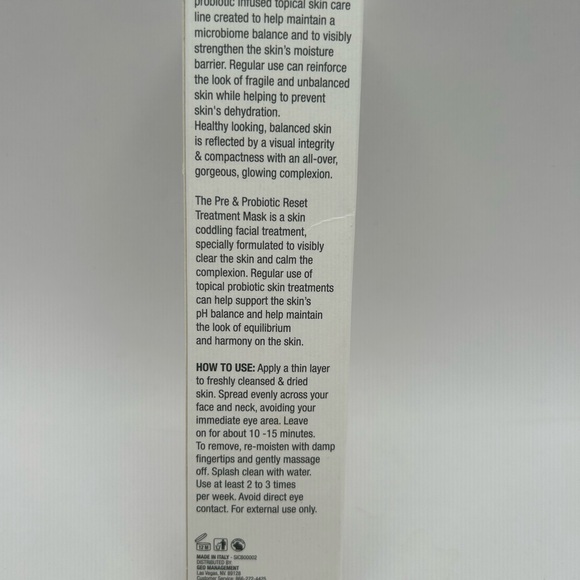 probiotic infused topical skin care
line created to help maintain a
microbiome balance and to visibly
strengthen the skin's moisture
barrier. Regular use can reinforce
the look of fragile and unbalanced
skin while helping to prevent
skin's dehydration.
Healthy looking, balanced skin
is reflected by a visual integrity
& compactness with an all-over,
gorgeous, glowing complexion.
The Pre & Probiotic Reset
Treatment Mask is a skin
coddling facial treatment,
specially formulated to visibly
clear the skin and calm the
complexion. Regular use of
topical probiotic skin treatments
can help support the skin's
pH balance and help maintain
the look of equilibrium
and harmony on the skin.
HOW TO USE: Apply a thin layer
to freshly cleansed & dried
skin. Spread evenly across your
face and neck, avoiding your
immediate eye area. Leave
on for about 10 -15 minutes.
To remove, re-moisten with damp
fingertips and gently massage
off. Splash clean with water.
Use at least 2 to 3 times
per week. Avoid direct eye
contact. For external use only.
12 M
MADE IN ITALY -
DISTRIBUTED BY:
SED MANAGEMENT
Las Vegas, NV
Customer Service: